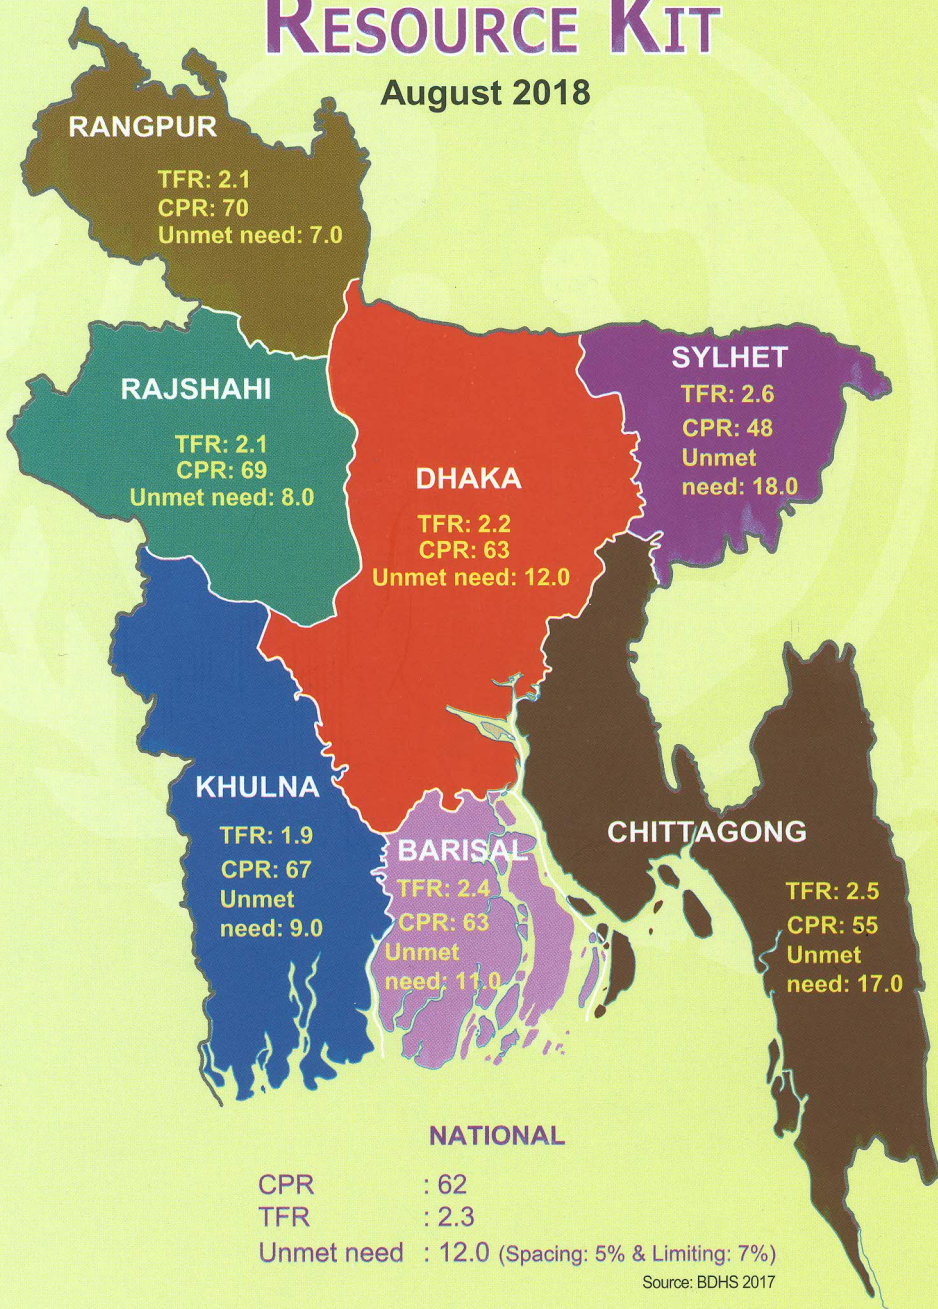 RESOURCE KIT
August 2018
RANGPUR
TFR: 2.1
CPR: 70
Unmet need: 7.0
RAJSHAHI
TFR: 2.1
CPR: 69
Unmet need: 8.0
DHAKA
TFR: 2.2
CPR: 63
Unmet need: 12.0
SYLHET
TFR: 2.6
CPR: 48
Unmet
need: 18.0
KHULNA
TFR: 1.9
CPR: 67
Unmet
need: 9.0
BARISAL
TFR: 2.4
CPR: 63
Unmet
need: 11.0
CHITTAGONG
TFR: 2.5
CPR: 55
Unmet
need: 17.0
NATIONAL
CPR : 62
TFR : 2.3
Unmet need : 12.0 (Spacing: 5% & Limiting: 7%)
Source: BDHS 2017